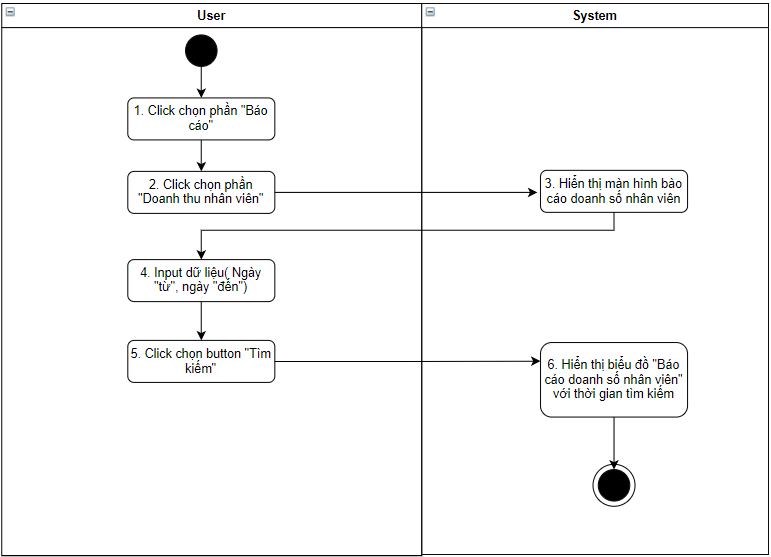 User
System
1. Click chọn phần "Báo
cáo"
2. Click chọn phần
"Doanh thu nhân viên"
3. Hiển thị màn hình bào
cáo doanh số nhân viên
4. Input dữ liệu( Ngày
"từ", ngày "đến")
5. Click chọn button "Tìm
kiếm"
6. Hiển thị biểu đồ "Báo
cáo doanh số nhân viện"
với thời gian tìm kiếm